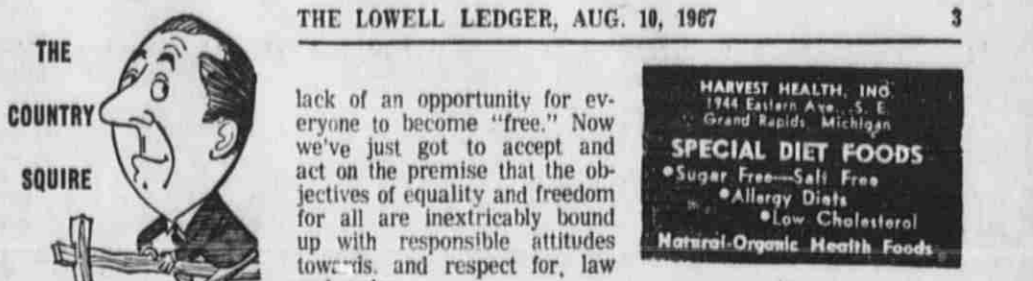 THE LOWELL LEDGER, AUG. 10, 1967 3
THE
COUNTRY
SQUIRE
lack of an opportunity for ev-
eryone to become "free." Now
we've just got to accept and
act on the premise that the ob-
jectives of equality and freedom
for all are inextricably bound
up with responsible attitudes
towards, and respect for, law
HARVEST HEALTH, INC.
1944 Eastern Ave., S. E.
Grand Rapids, Michigan
SPECIAL DIET FOODS
•Sugar Free—Salt Free
•Allergy Diets
•Low Cholesterol
Natural-Organic Health Foods